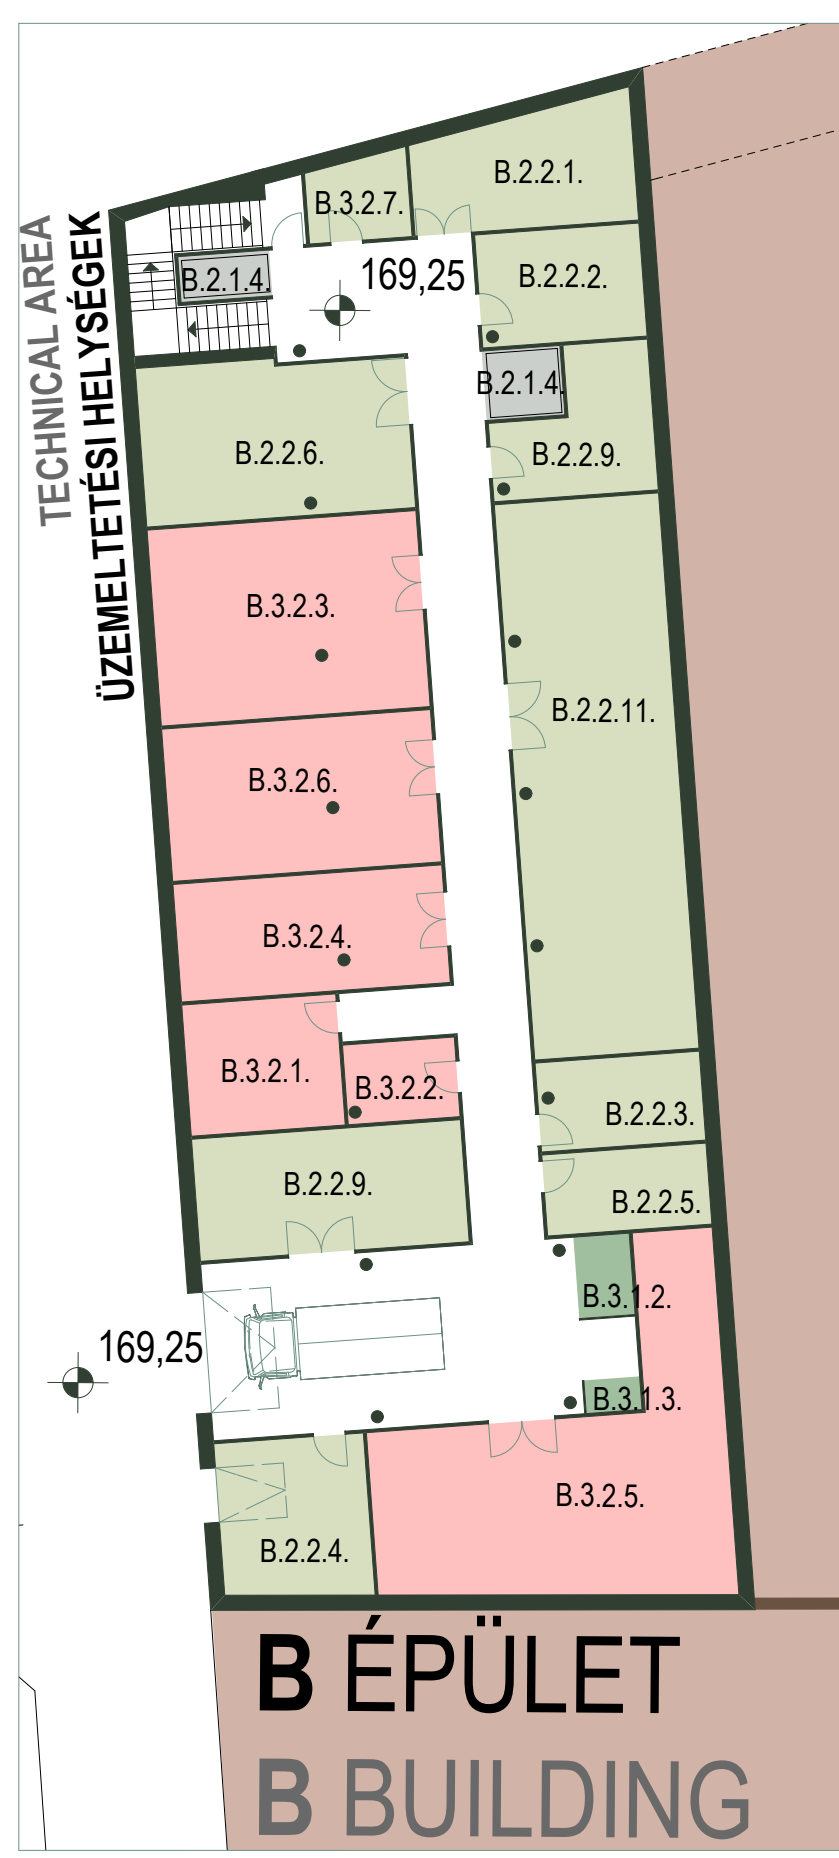 B.2.2.1.
B.3.2.7.
B.2.2.2.
169,25
B.2.1.4.
B.2.1.4.
TECHNICAL AREA
ÜZEMELTETÉSI HELYSÉGEK
B.2.2.6.
B.2.2.9.
B.3.2.3.
B.2.2.11.
B.3.2.6.
B.3.2.4.
B.3.2.1.
B.3.2.2.
B.2.2.3.
B.2.2.9.
B.2.2.5.
B.3.1.2.
169,25
B.3.1.3.
B.3.2.5.
B.2.2.4.
B ÉPÜLET
B BUILDING